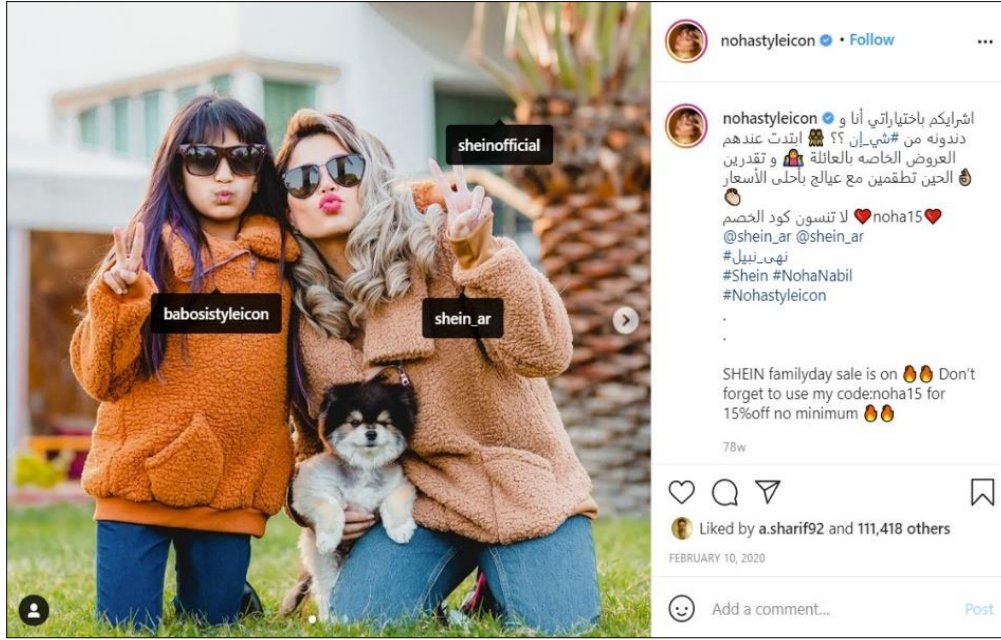 sheinofficial
babosistyleicon
shein_ar
nohastyleicon • Follow
...
nohastyleicon اشرايكم باختياراتي أنا و
دندونه من #شي_إن ؟؟ 👯 ابتدت عندهم
العروض الخاصه بالعائلة 👩‍👧 و تقدرين
الحين تطقمين مع عيالج بأحلى الأسعار 👌🏼
👏🏻
❤️noha15❤️ لا تنسون كود الخصم
@shein_ar @shein_ar
#نهى_نبيل
#Shein #NohaNabil
#Nohastyleicon
.
.
SHEIN familyday sale is on 🔥🔥 Don't
forget to use my code:noha15 for
15%off no minimum 🔥🔥
78w
Liked by a.sharif92 and 111,418 others
FEBRUARY 10, 2020
Add a comment...
Post